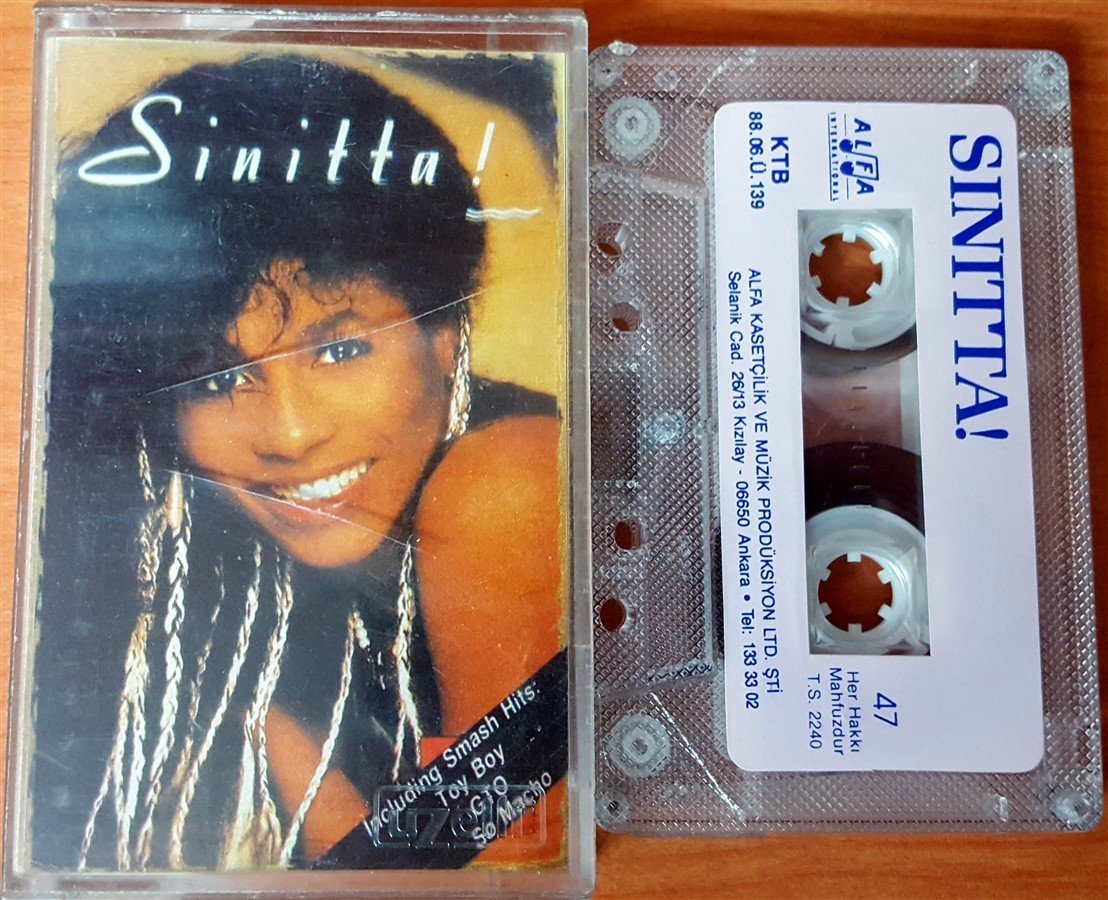 Sinitta!
Including Smash Hits:
Toy Boy
GTO
So Macho
uzelli
SINITTA!
ALFA
INTERNATIONAL
KTB
88.06.Ü.139
47
Her Hakkı
Mahfuzdur
T.S. 2240
ALFA KASETÇİLİK VE MÜZİK PRODÜKSİYON LTD. ŞTİ
Selanik Cad. 26/13 Kızılay - 06650 Ankara • Tel: 133 33 02